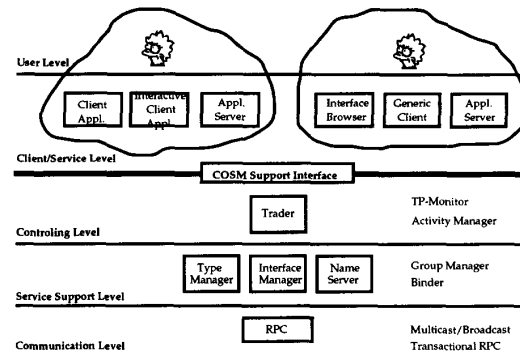 User Level
Client
Appl.
Interactive
Client
Appl.
Appl.
Server
Interface
Browser
Generic
Client
Appl.
Server
Client/Service Level
COSM Support Interface
Trader
TP-Monitor
Activity Manager
Controling Level
Type
Manager
Interface
Manager
Name
Server
Group Manager
Binder
Service Support Level
RPC
Multicast/Broadcast
Transactional RPC
Communication Level